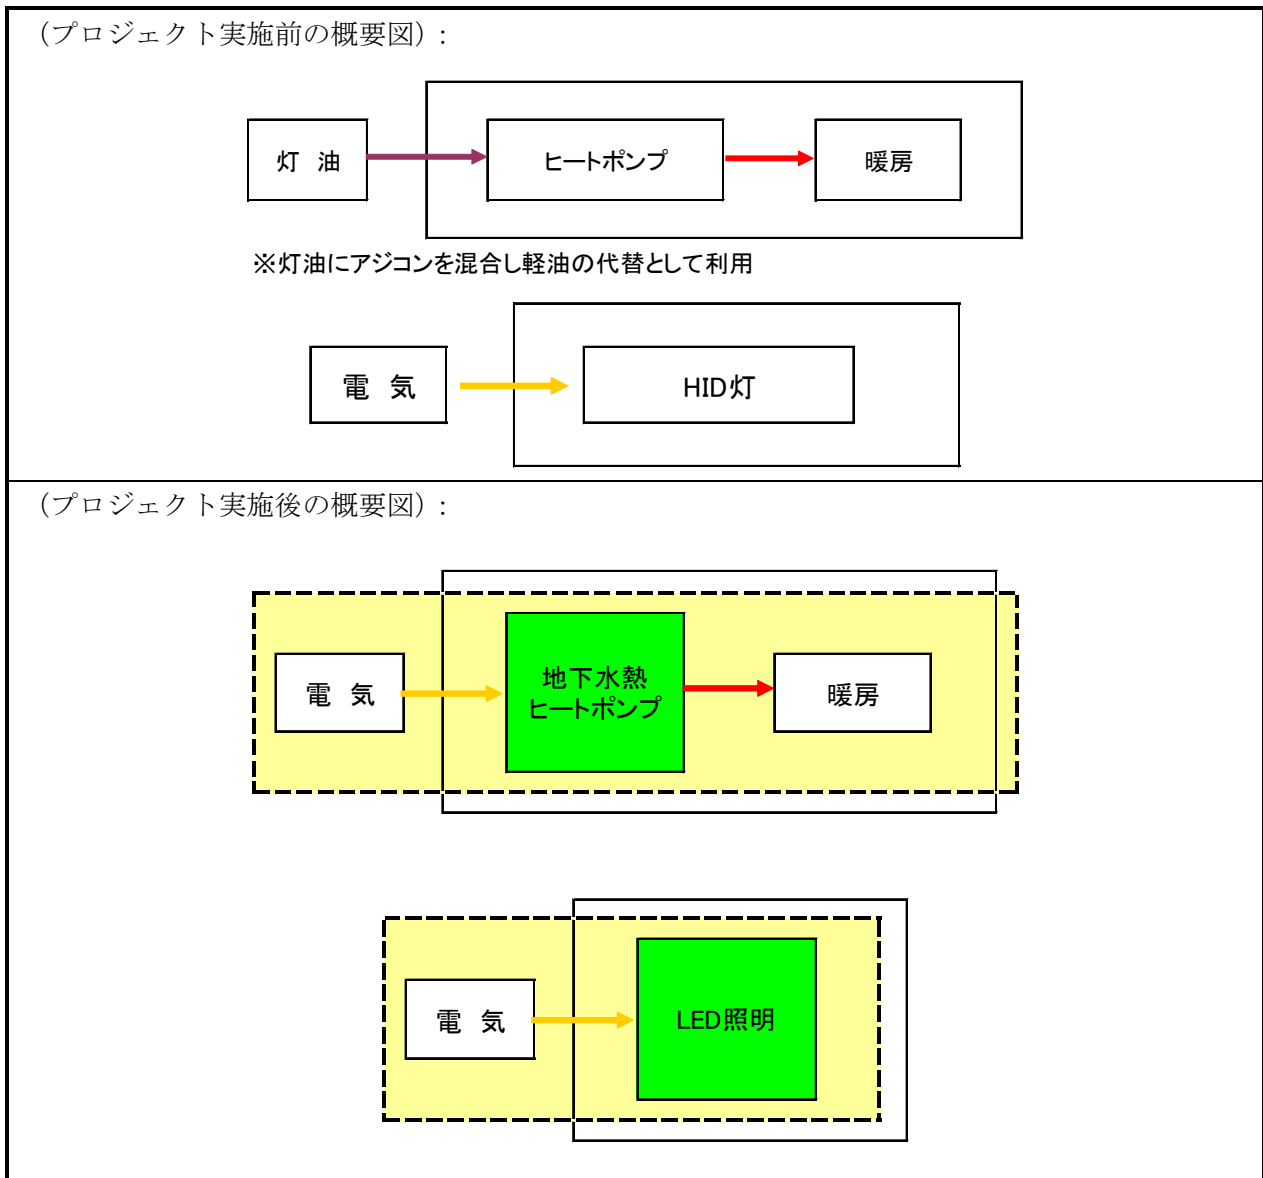 (プロジェクト実施前の概要図):
灯 油
ヒートポンプ
暖房
※灯油にアジコンを混合し軽油の代替として利用
電 気
HID灯
(プロジェクト実施後の概要図):
電 気
地下水熱
ヒートポンプ
暖房
電 気
LED照明